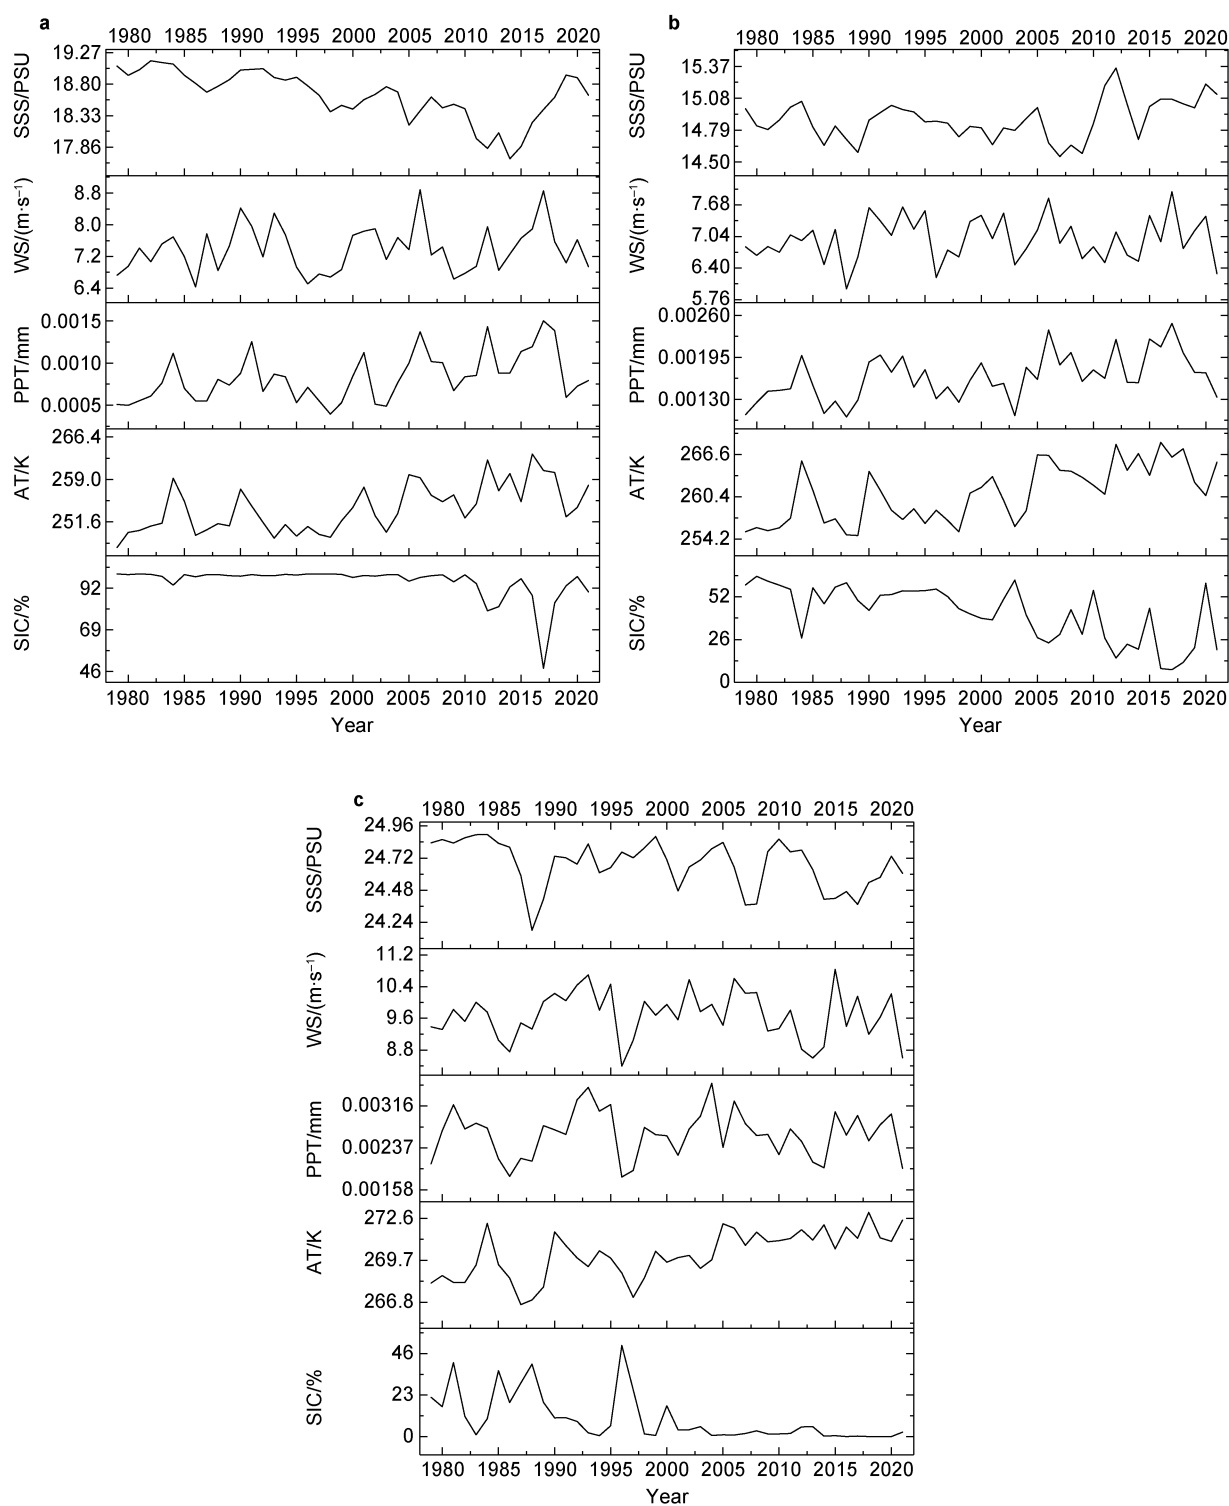 a
1980 1985 1990 1995 2000 2005 2010 2015 2020
SSS/PSU
19.27
18.80
18.33
17.86
WS/(m·s⁻¹)
8.8
8.0
7.2
6.4
PPT/mm
0.0015
0.0010
0.0005
AT/K
266.4
259.0
251.6
SIC/%
92
69
46
1980 1985 1990 1995 2000 2005 2010 2015 2020
Year
b
1980 1985 1990 1995 2000 2005 2010 2015 2020
SSS/PSU
15.37
15.08
14.79
14.50
WS/(m·s⁻¹)
7.68
7.04
6.40
5.76
PPT/mm
0.00260
0.00195
0.00130
AT/K
266.6
260.4
254.2
SIC/%
52
26
0
1980 1985 1990 1995 2000 2005 2010 2015 2020
Year
c
1980 1985 1990 1995 2000 2005 2010 2015 2020
SSS/PSU
24.96
24.72
24.48
24.24
WS/(m·s⁻¹)
11.2
10.4
9.6
8.8
PPT/mm
0.00316
0.00237
0.00158
AT/K
272.6
269.7
266.8
SIC/%
46
23
0
1980 1985 1990 1995 2000 2005 2010 2015 2020
Year